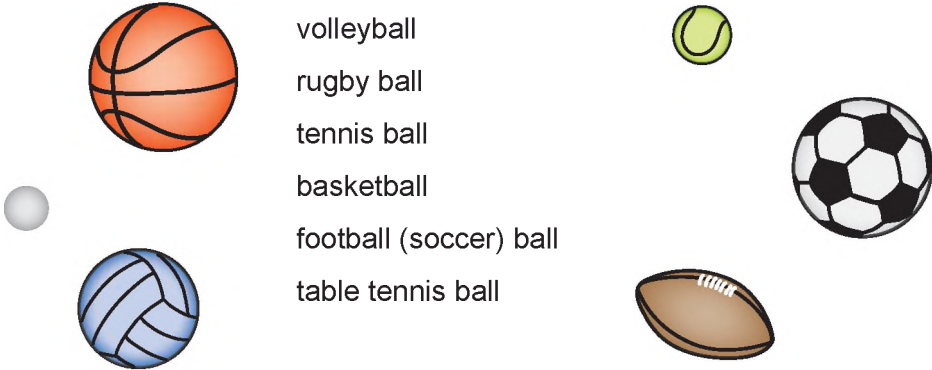 volleyball
rugby ball
tennis ball
basketball
football (soccer) ball
table tennis ball